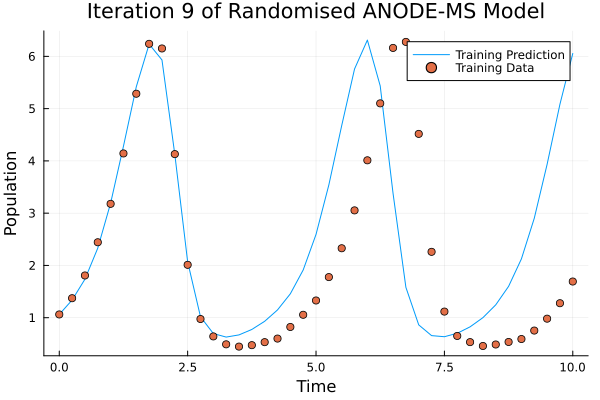 Iteration 9 of Randomised ANODE-MS Model
Training Prediction
Training Data
Population
6
5
4
3
2
1
0.0
2.5
5.0
7.5
10.0
Time